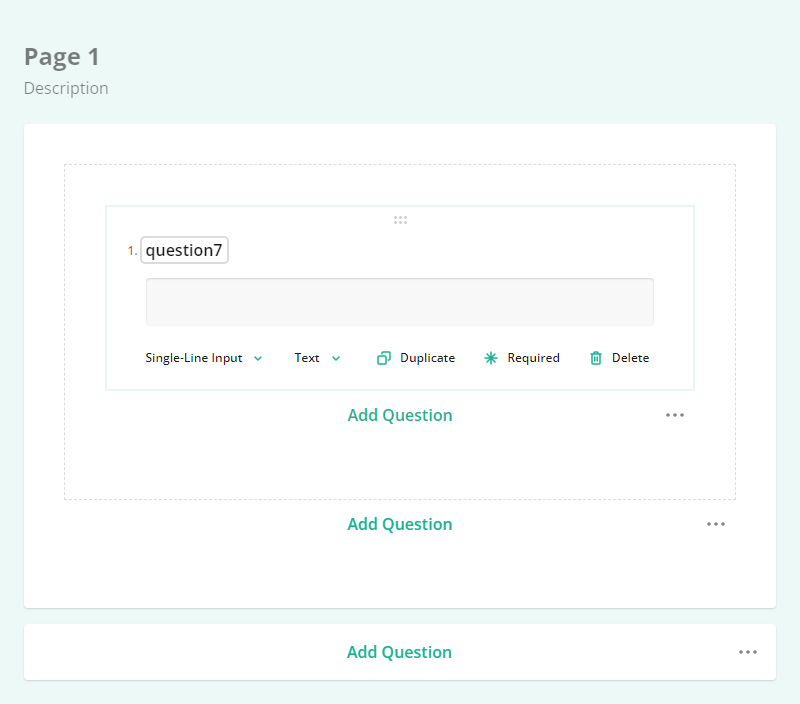 Page 1
Description
1. question7
Single-Line Input Text Duplicate Required Delete
Add Question
Add Question
Add Question